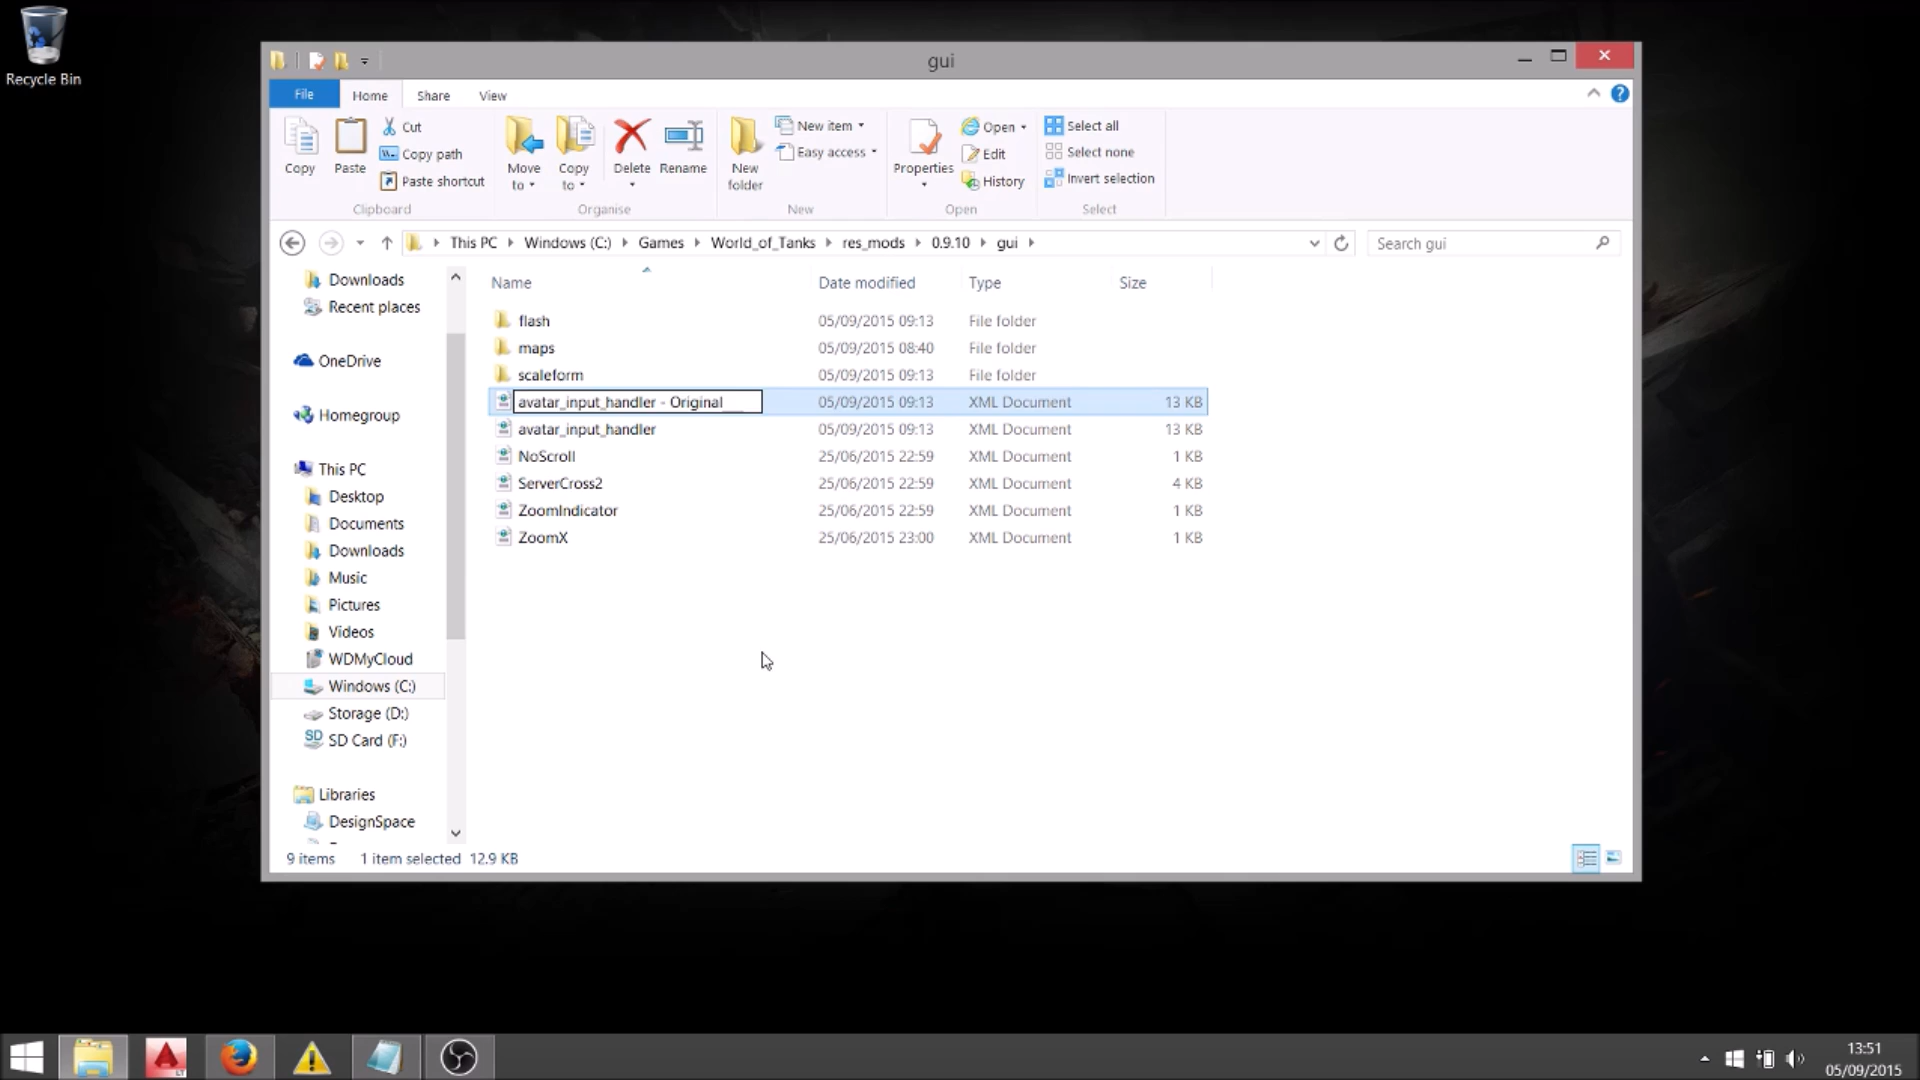 Recycle Bin
gui
File Home Share View
Copy
Paste
Cut
Copy path
Paste shortcut
Clipboard
Move to
Copy to
Delete
Rename
Organise
New folder
New item
Easy access
New
Properties
Open
Edit
History
Open
Select all
Select none
Invert selection
Select
This PC Windows (C:) Games World_of_Tanks res_mods 0.9.10 gui
Search gui
Downloads
Recent places
OneDrive
Homegroup
This PC
Desktop
Documents
Downloads
Music
Pictures
Videos
WDMyCloud
Windows (C:)
Storage (D:)
SD SD Card (F:)
Libraries
DesignSpace
Name Date modified Type Size
flash 05/09/2015 09:13 File folder
maps 05/09/2015 08:40 File folder
scaleform 05/09/2015 09:13 File folder
avatar_input_handler - Original___ 05/09/2015 09:13 XML Document 13 KB
avatar_input_handler 05/09/2015 09:13 XML Document 13 KB
NoScroll 25/06/2015 22:59 XML Document 1 KB
ServerCross2 25/06/2015 22:59 XML Document 4 KB
ZoomIndicator 25/06/2015 22:59 XML Document 1 KB
ZoomX 25/06/2015 23:00 XML Document 1 KB
9 items 1 item selected 12.9 KB
LT
13:51
05/09/2015